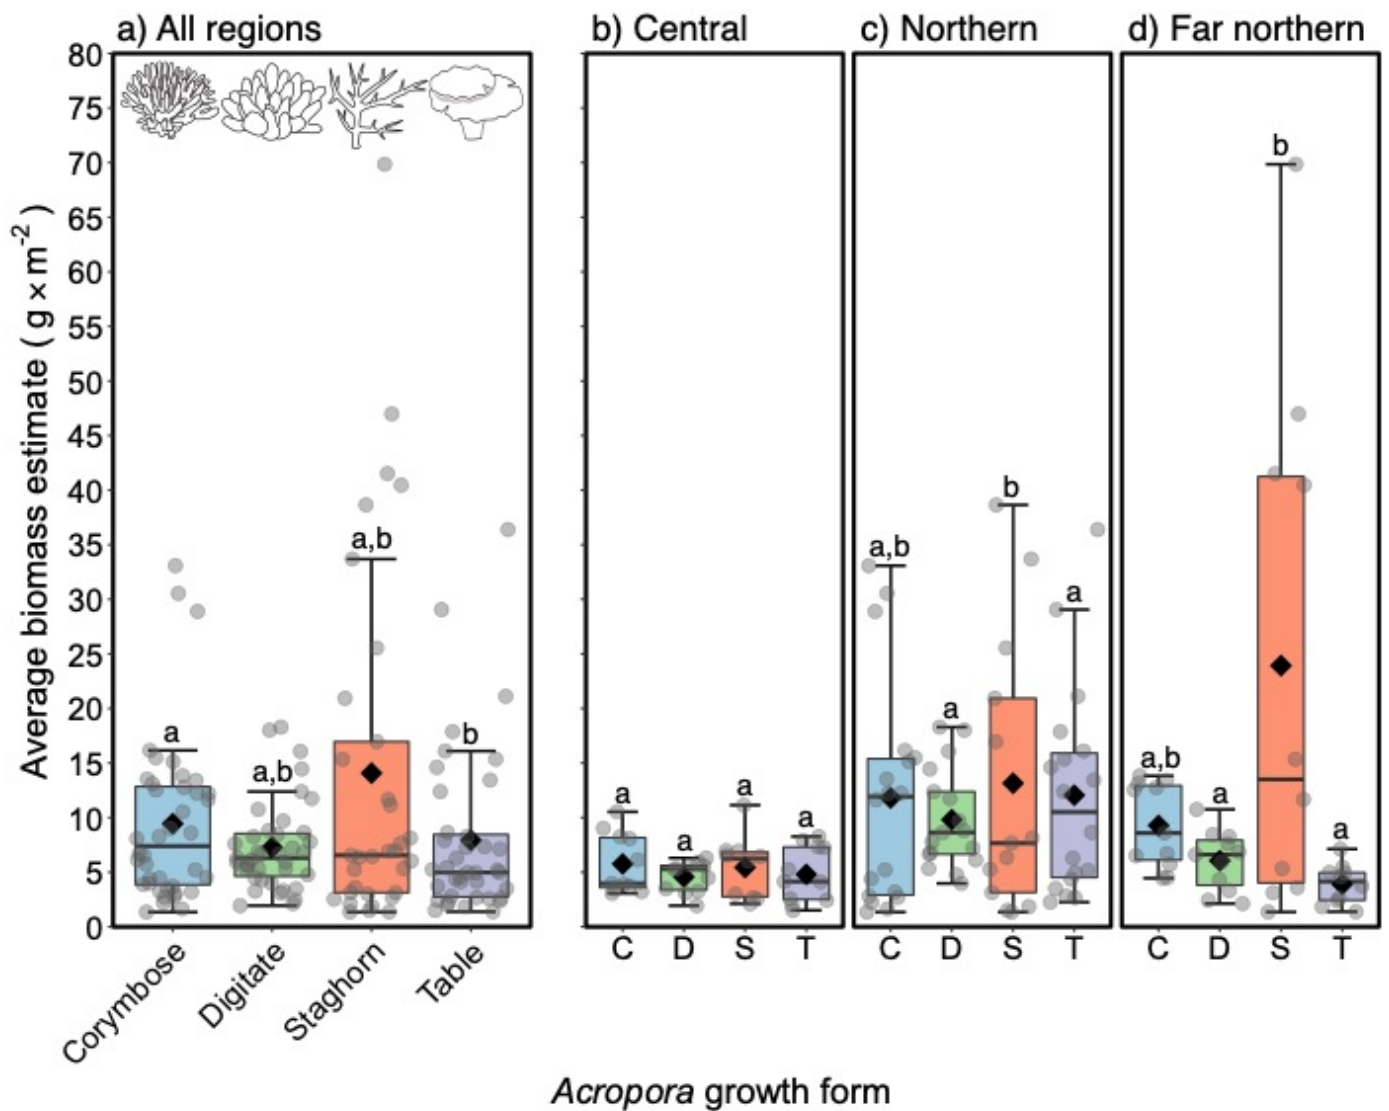 a) All regions
b) Central
c) Northern
d) Far northern
Average biomass estimate ( g × m⁻² )
80
75
70
65
60
55
50
45
40
35
30
25
20
15
10
5
0
a
a,b
a,b
b
a
a
a
a
a,b
a
b
a
a,b
a
b
a
Corymbose
Digitate
Staghorn
Table
C D S T
C D S T
C D S T
Acropora growth form